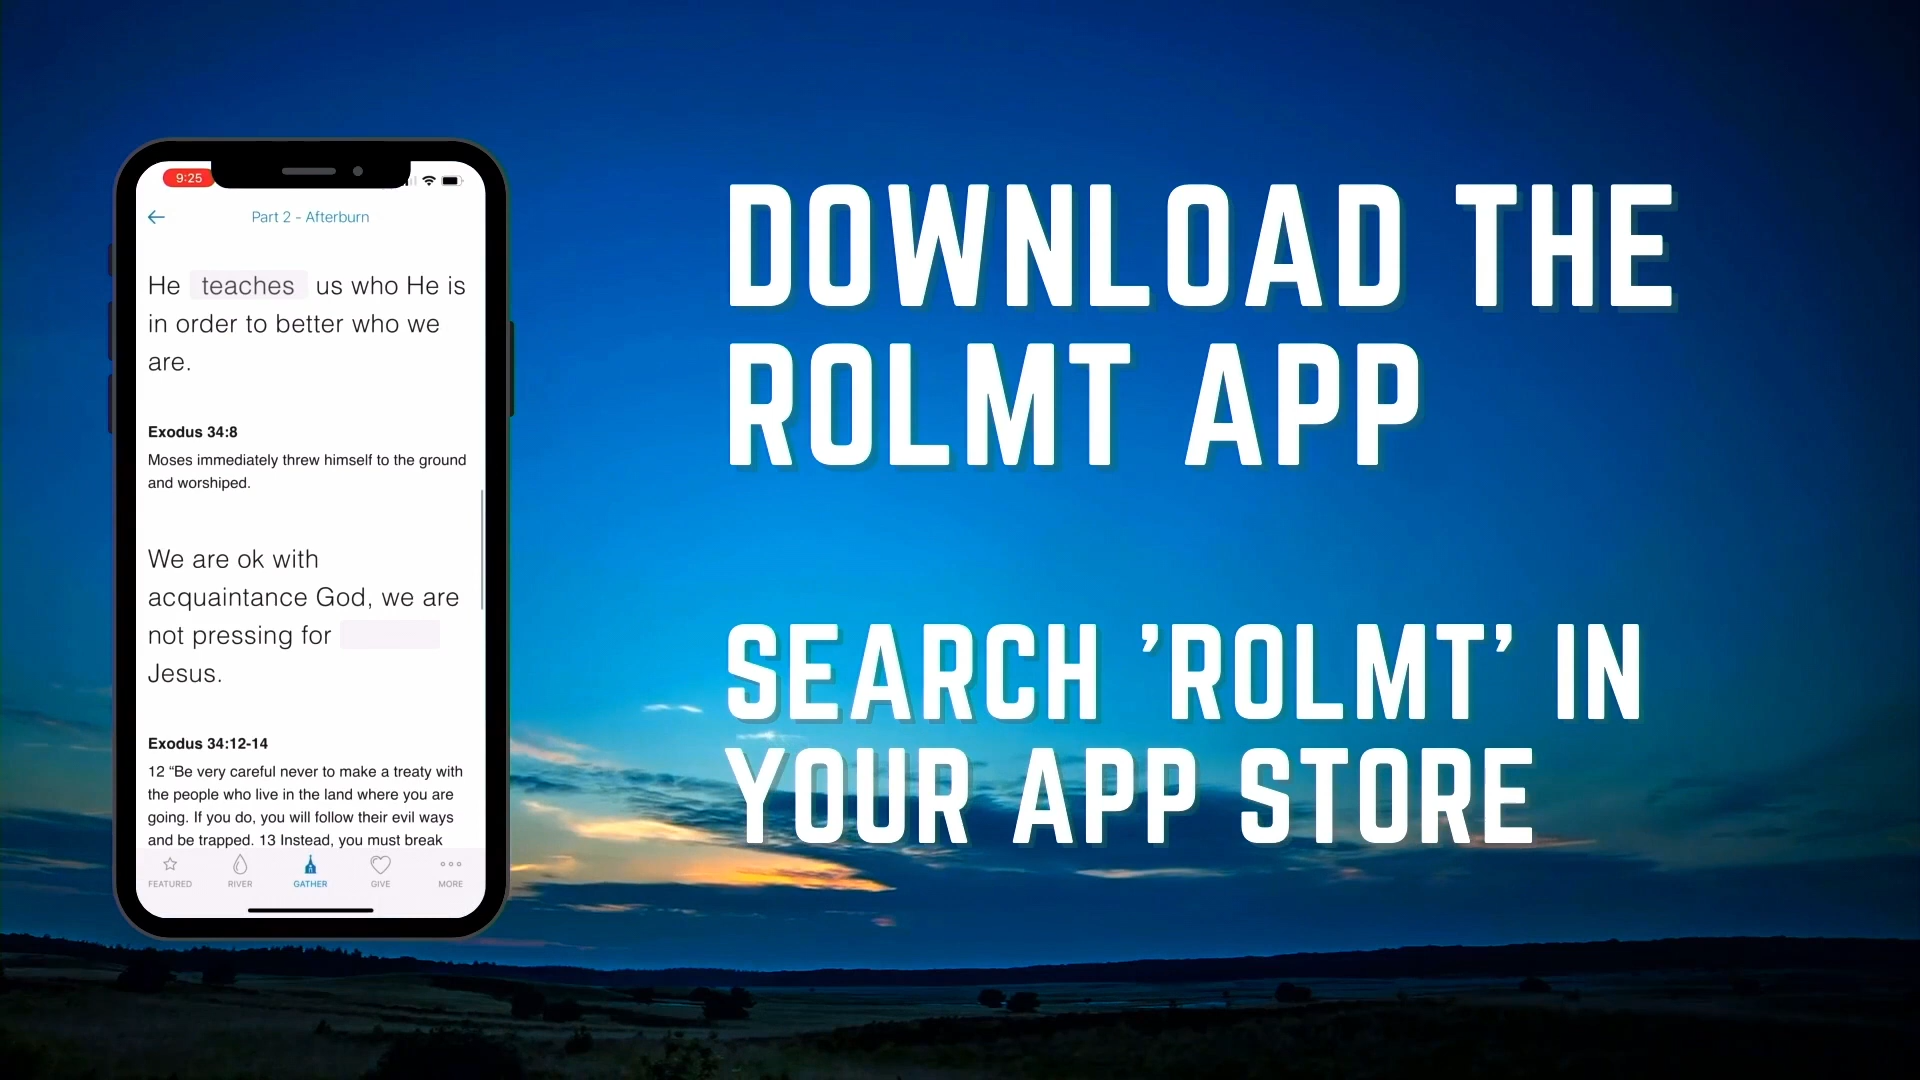 9:25
Part 2 - Afterburn
He teaches us who He is
in order to better who we
are.
Exodus 34:8
Moses immediately threw himself to the ground
and worshiped.
We are ok with
acquaintance God, we are
not pressing for
Jesus.
Exodus 34:12-14
12 “Be very careful never to make a treaty with
the people who live in the land where you are
going. If you do, you will follow their evil ways
and be trapped. 13 Instead, you must break
FEATURED RIVER GATHER GIVE MORE
DOWNLOAD THE
ROLMT APP
SEARCH ’ROLMT’ IN
YOUR APP STORE